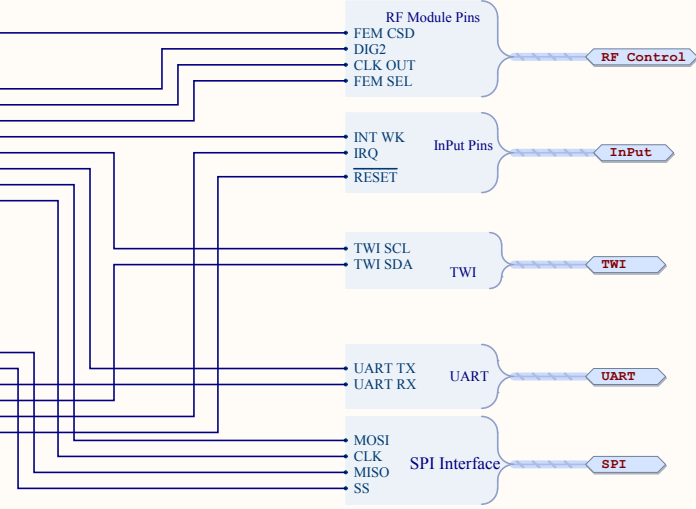 RF Module Pins
FEM CSD
DIG2
CLK OUT
FEM SEL
RF Control
INT WK
InPut Pins
IRQ
RESET
InPut
TWI SCL
TWI SDA
TWI
TWI
UART TX
UART RX
UART
UART
MOSI
CLK
MISO
SS
SPI Interface
SPI